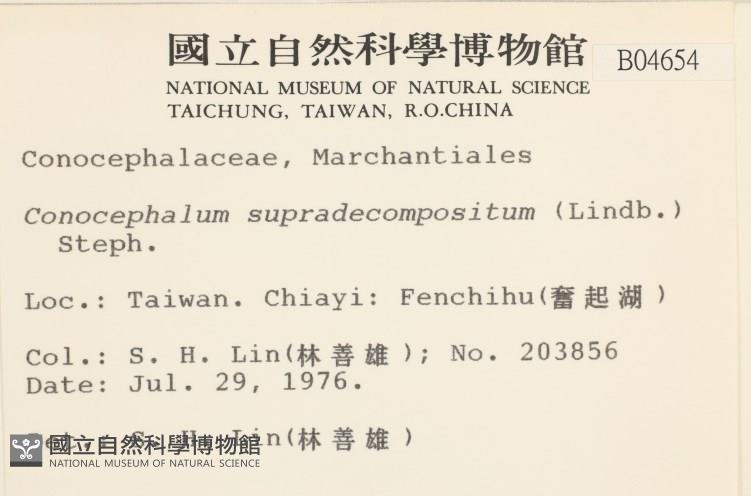 國立自然科學博物館
B04654
NATIONAL MUSEUM OF NATURAL SCIENCE
TAICHUNG, TAIWAN, R.O.CHINA
Conocephalaceae, Marchantiales
Conocephalum supradecompositum (Lindb.)
Steph.
Loc.: Taiwan. Chiayi: Fenchihu(奮起湖)
Col.: S. H. Lin(林善雄); No. 203856
Date: Jul. 29, 1976.
Det.: S. H. Lin(林善雄)
國立自然科學博物館
NATIONAL MUSEUM OF NATURAL SCIENCE